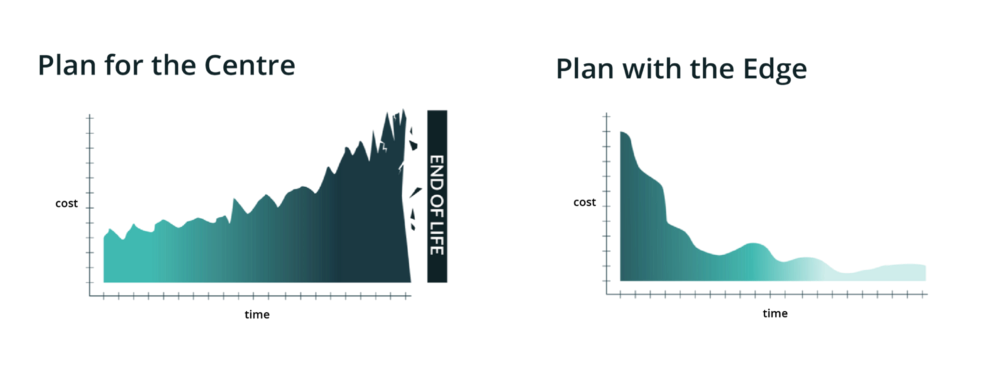 Plan for the Centre
cost
END OF LIFE
time
Plan with the Edge
cost
time